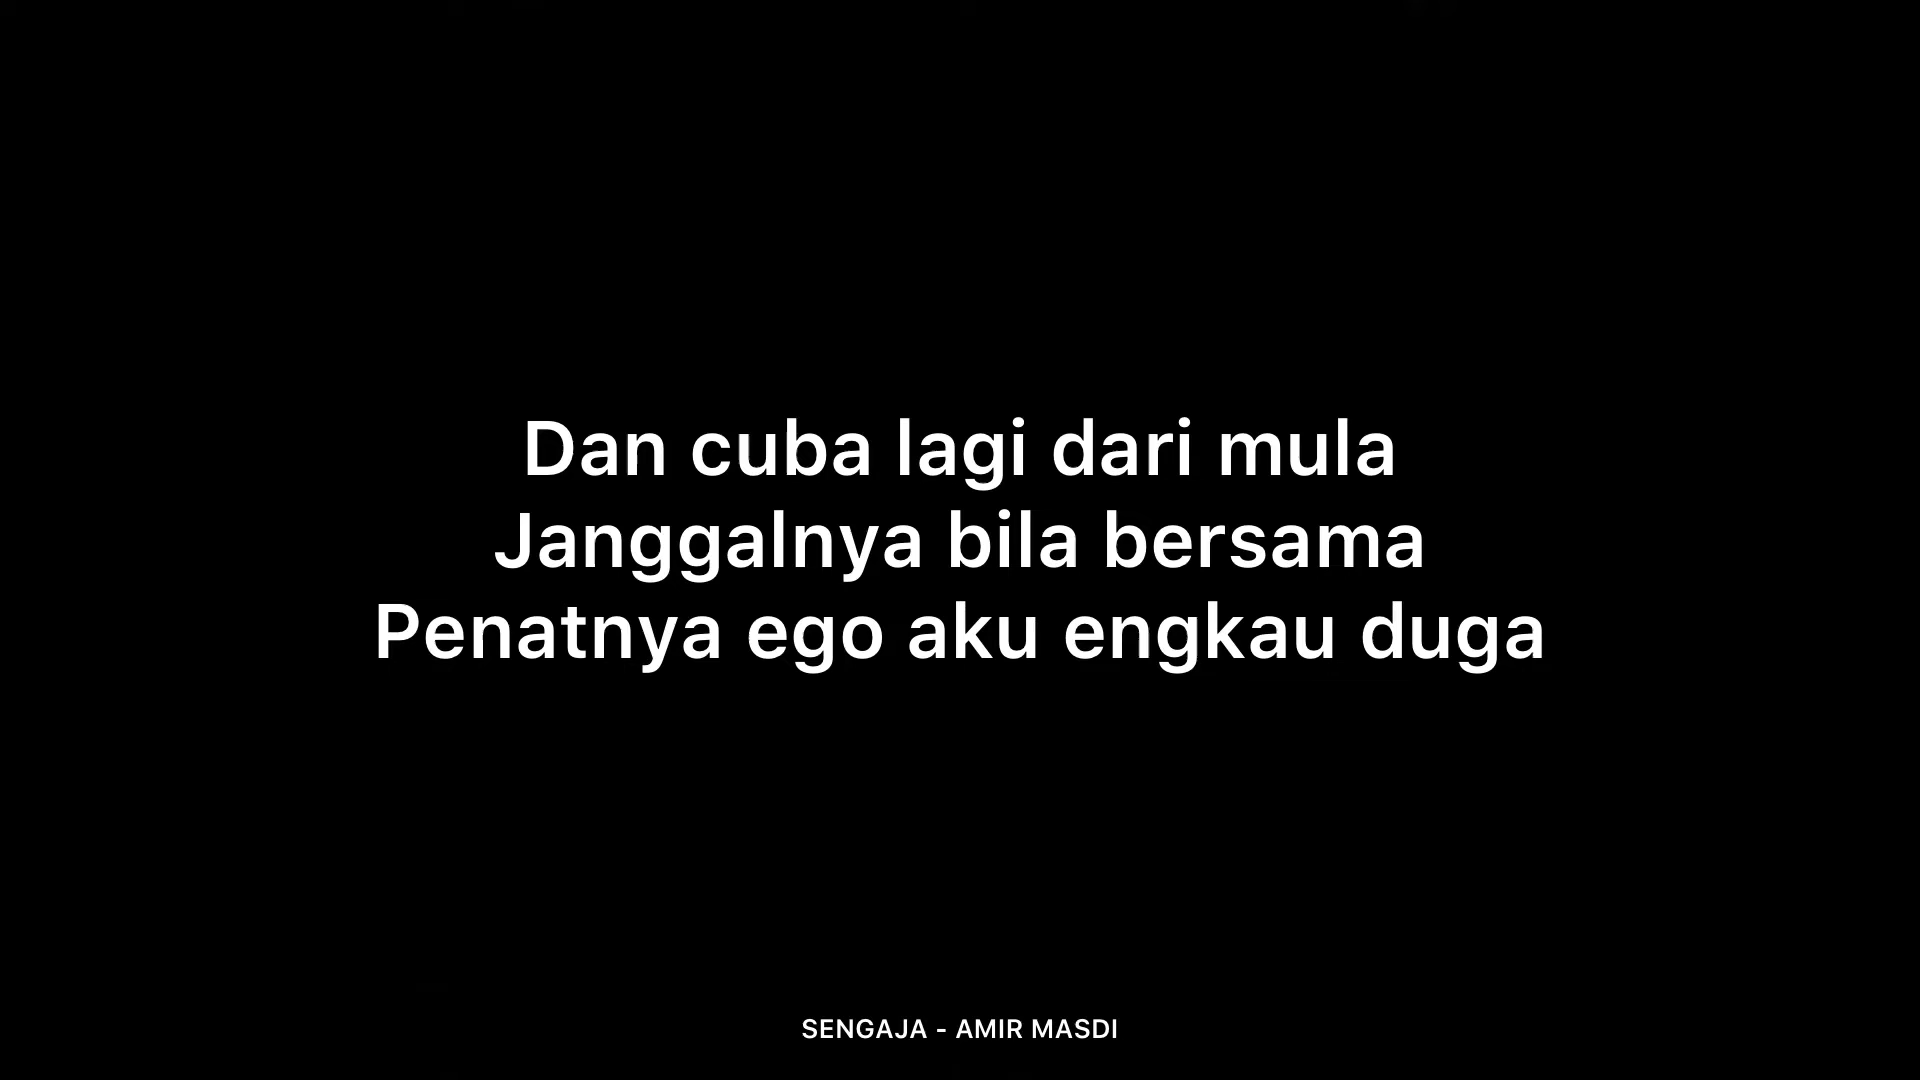 Dan cuba lagi dari mula
Janggalnya bila bersama
Penatnya ego aku engkau duga
SENGAJA - AMIR MASDI